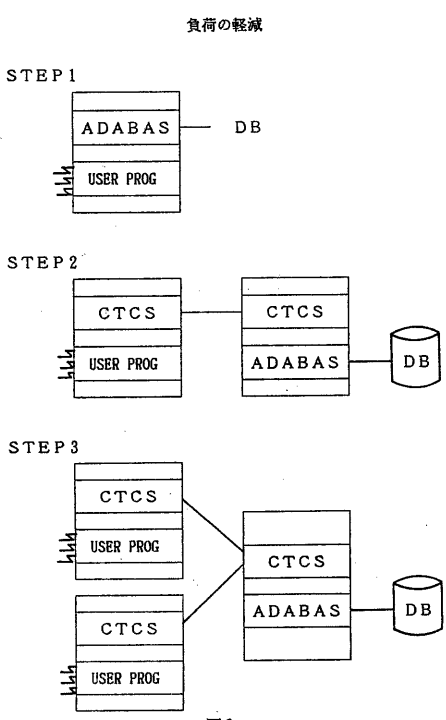 負荷の軽減
STEP1
ADABAS
DB
USER PROG
STEP2
CTCS
CTCS
USER PROG
ADABAS
DB
STEP3
CTCS
USER PROG
CTCS
ADABAS
DB
CTCS
USER PROG